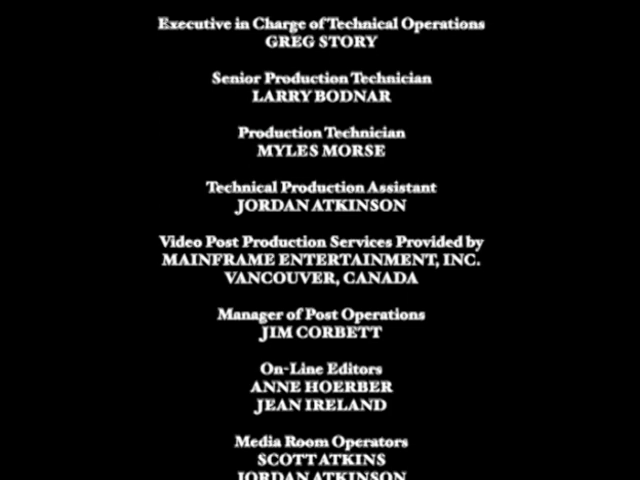 Executive in Charge of Technical Operations
GREG STORY
Senior Production Technician
LARRY BODNAR
Production Technician
MYLES MORSE
Technical Production Assistant
JORDAN ATKINSON
Video Post Production Services Provided by
MAINFRAME ENTERTAINMENT, INC.
VANCOUVER, CANADA
Manager of Post Operations
JIM CORBETT
On-Line Editors
ANNE HOERBER
JEAN IRELAND
Media Room Operators
SCOTT ATKINS
JORDAN ATKINSON